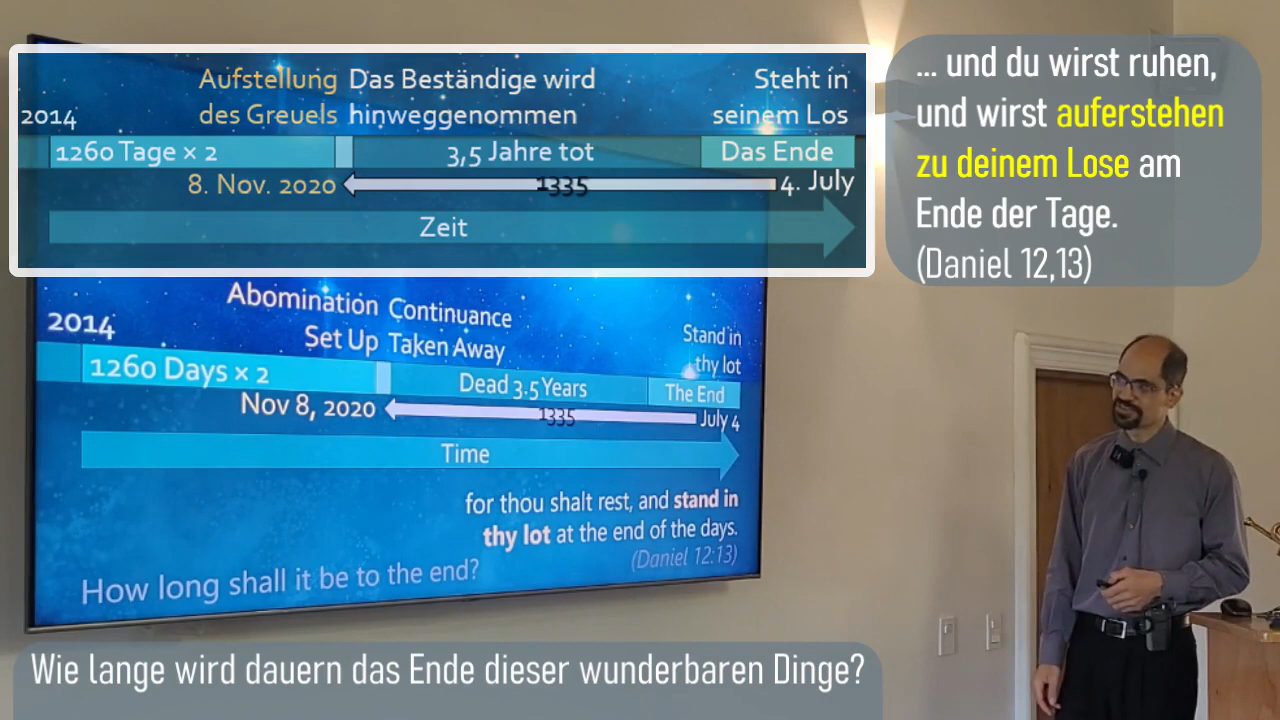 Aufstellung Das Beständige wird Steht in
2014 des Greuels hinweggenommen seinem Los
1260 Tage × 2 3,5 Jahre tot Das Ende
8. Nov. 2020 1335 4. July
Zeit
... und du wirst ruhen,
und wirst auferstehen
zu deinem Lose am
Ende der Tage.
(Daniel 12,13)
Abomination Continuance Stand in
2014 Set Up Taken Away thy lot
1260 Days × 2 Dead 3.5 Years The End
Nov 8, 2020 1335 July 4
Time
for thou shalt rest, and stand in
thy lot at the end of the days.
(Daniel 12:13)
How long shall it be to the end?
Wie lange wird dauern das Ende dieser wunderbaren Dinge?